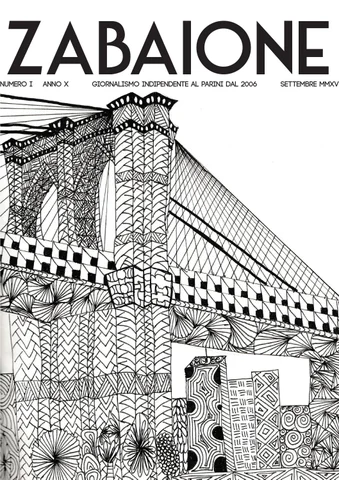 ZABAIONE
NUMERO I ANNO X GIORNALISMO INDIPENDENTE AL PARINI DAL 2006 SETTEMBRE MMXV